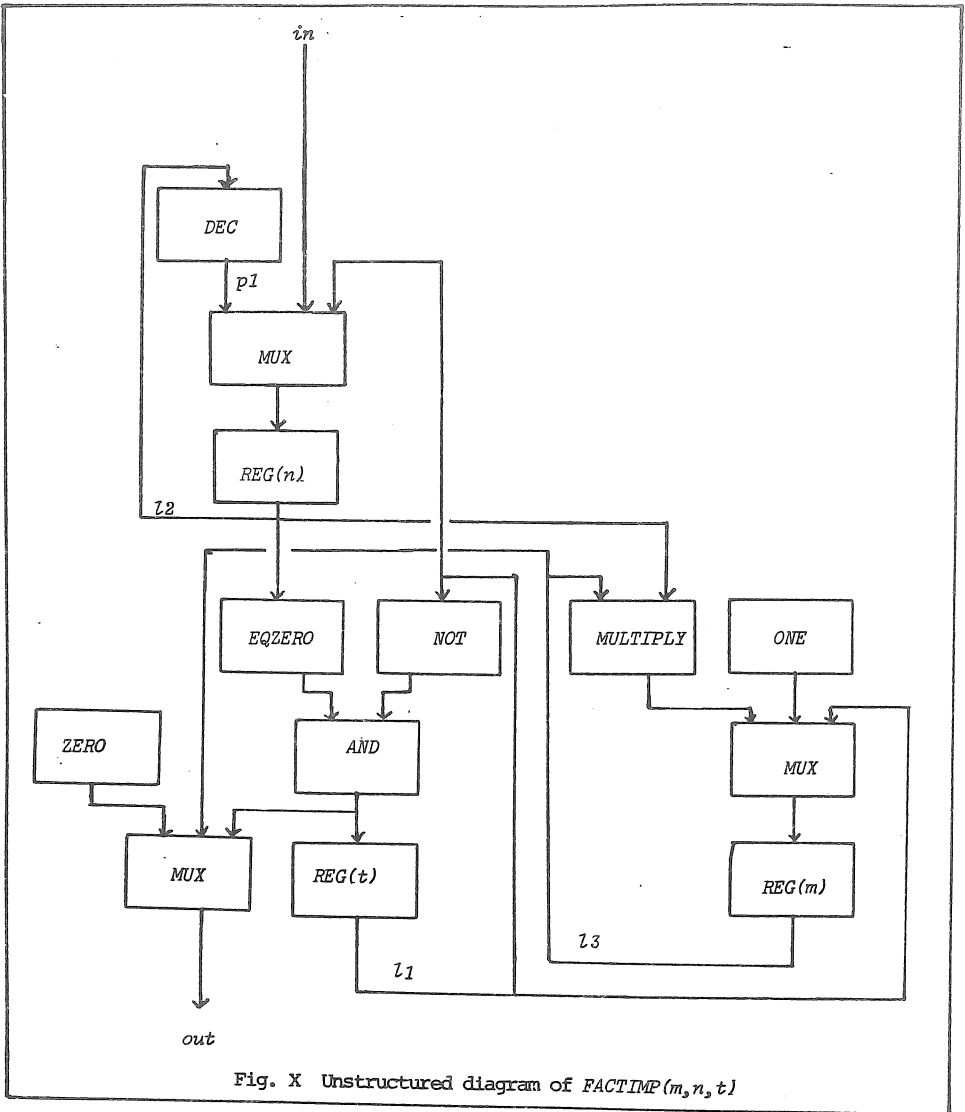 in
DEC
p1
MUX
REG(n)
l2
EQZERO
NOT
MULTIPLY
ONE
ZERO
AND
MUX
MUX
REG(t)
REG(m)
l3
l1
out
Fig. X Unstructured diagram of FACTIMP(m,n,t)